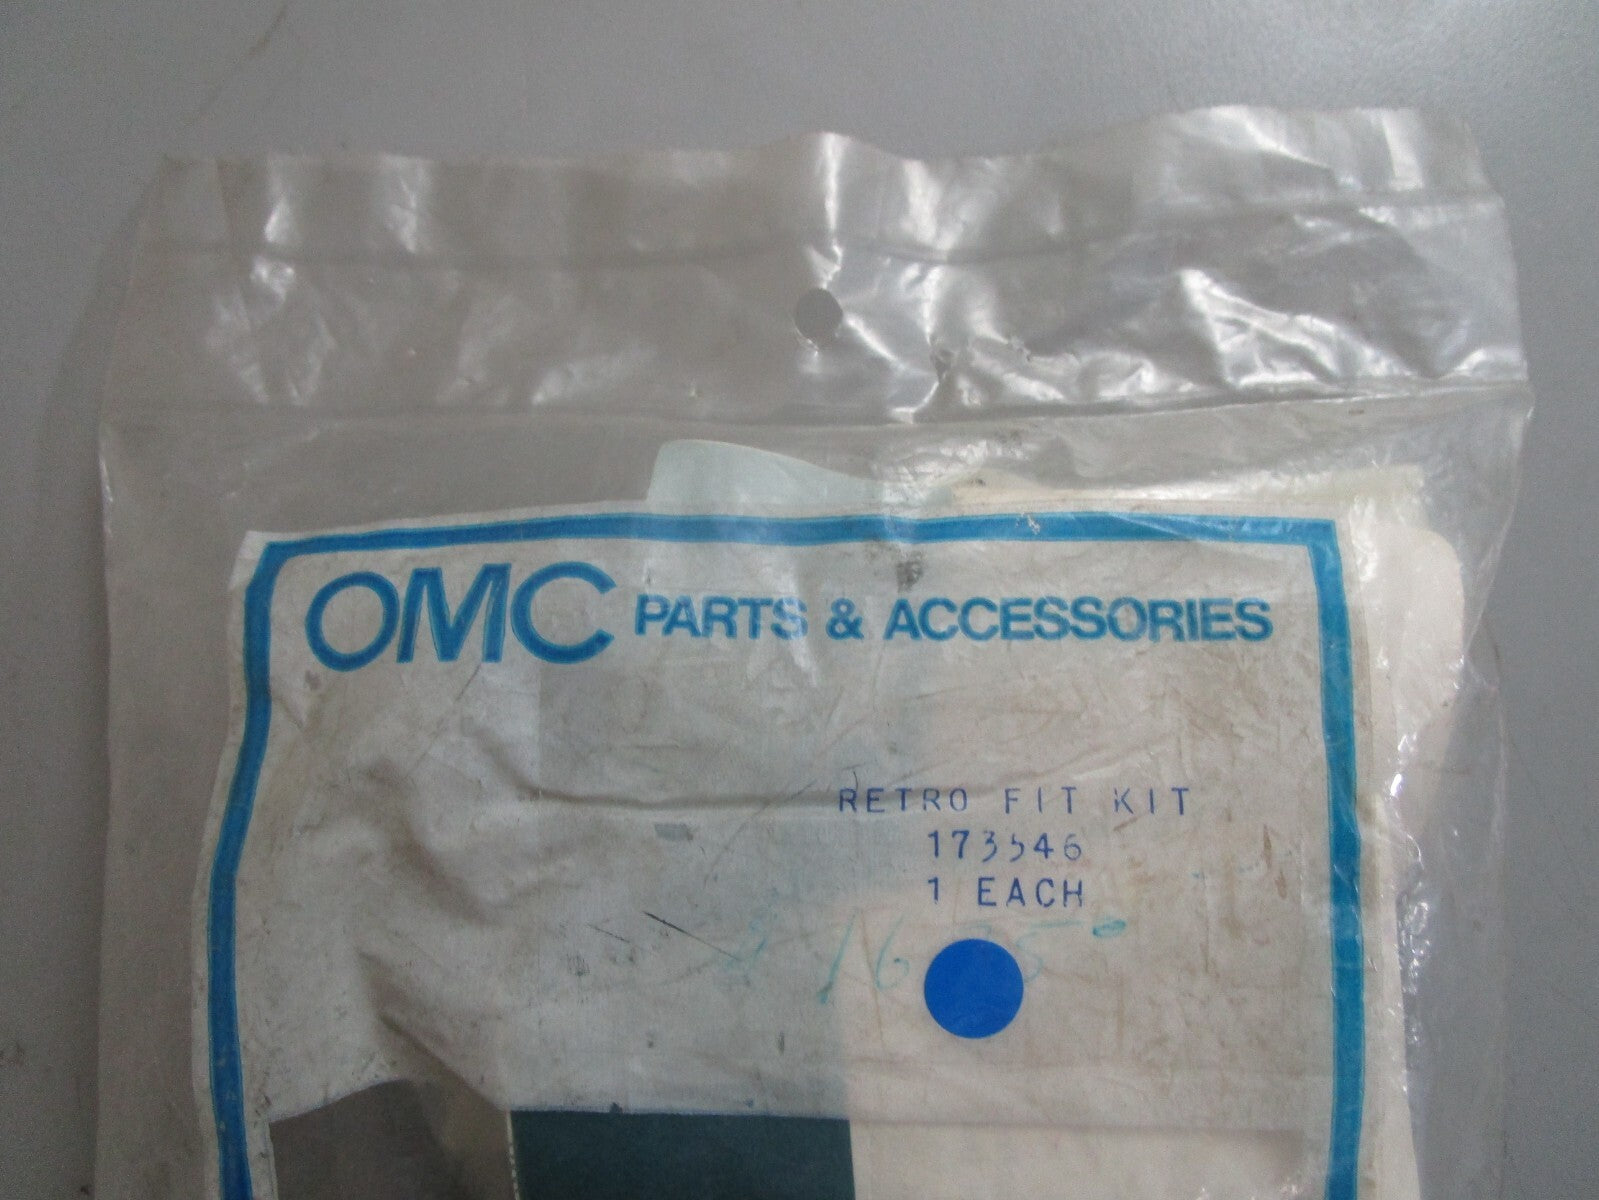 OMC PARTS & ACCESSORIES
RETRO FIT KIT
173546
1 EACH